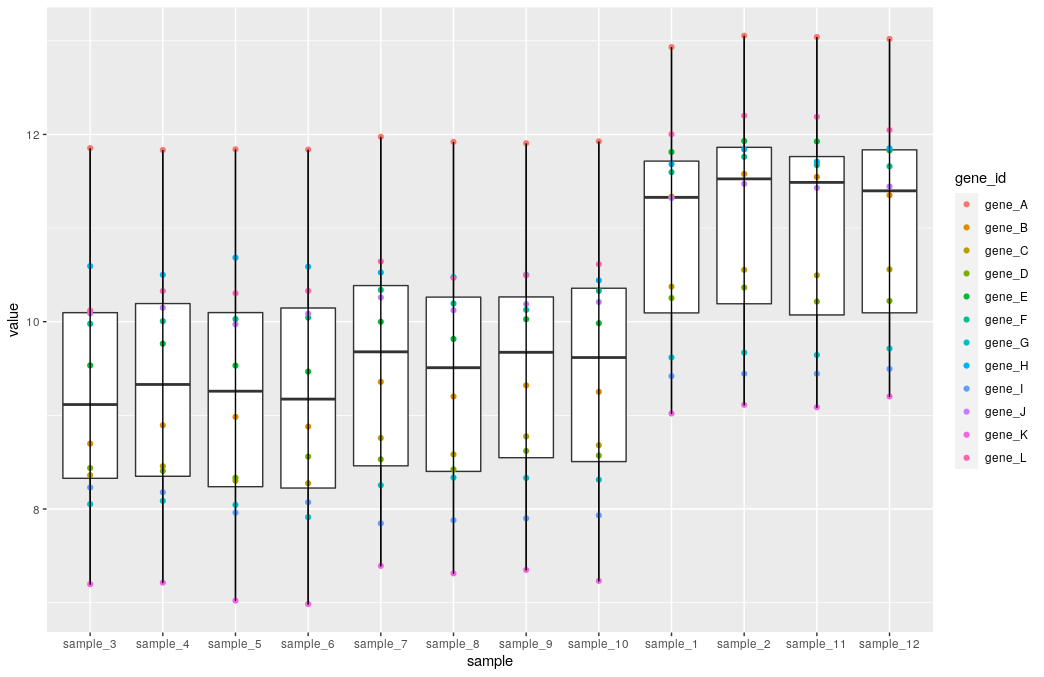 12
10
8
value
sample_3 sample_4 sample_5 sample_6 sample_7 sample_8 sample_9 sample_10 sample_1 sample_2 sample_11 sample_12
sample
gene_id
gene_A
gene_B
gene_C
gene_D
gene_E
gene_F
gene_G
gene_H
gene_I
gene_J
gene_K
gene_L